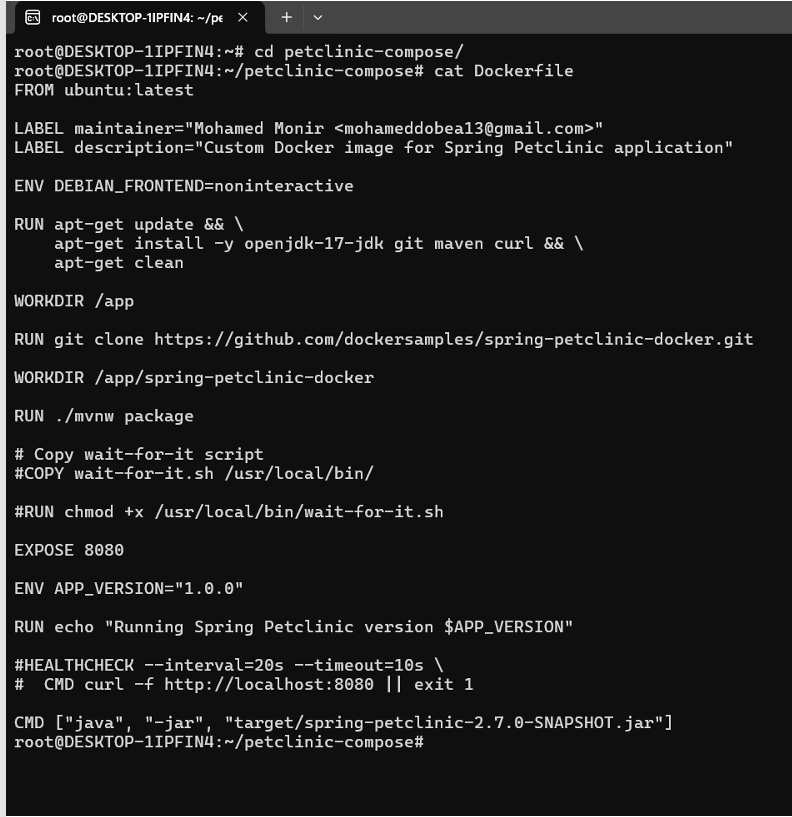 root@DESKTOP-1IPFIN4: ~/pe
root@DESKTOP-1IPFIN4:~# cd petclinic-compose/
root@DESKTOP-1IPFIN4:~/petclinic-compose# cat Dockerfile
FROM ubuntu:latest
LABEL maintainer="Mohamed Monir <mohameddobea13@gmail.com>"
LABEL description="Custom Docker image for Spring Petclinic application"
ENV DEBIAN_FRONTEND=noninteractive
RUN apt-get update && \
    apt-get install -y openjdk-17-jdk git maven curl && \
    apt-get clean
WORKDIR /app
RUN git clone https://github.com/dockersamples/spring-petclinic-docker.git
WORKDIR /app/spring-petclinic-docker
RUN ./mvnw package
# Copy wait-for-it script
#COPY wait-for-it.sh /usr/local/bin/
#RUN chmod +x /usr/local/bin/wait-for-it.sh
EXPOSE 8080
ENV APP_VERSION="1.0.0"
RUN echo "Running Spring Petclinic version $APP_VERSION"
#HEALTHCHECK --interval=20s --timeout=10s \
#  CMD curl -f http://localhost:8080 || exit 1
CMD ["java", "-jar", "target/spring-petclinic-2.7.0-SNAPSHOT.jar"]
root@DESKTOP-1IPFIN4:~/petclinic-compose#